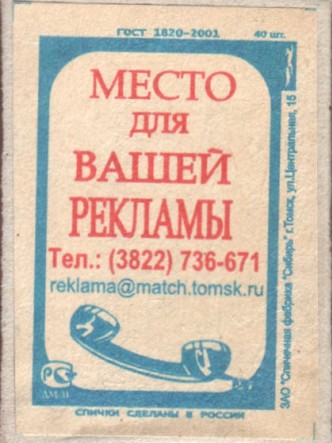 ГОСТ 1820-2001 40 шт.
МЕСТО
ДЛЯ
ВАШЕЙ
РЕКЛАМЫ
Тел.: (3822) 736-671
reklama@match.tomsk.ru
ЗАО "Спичечная фабрика "Сибирь" г.Томск, ул.Центральная, 15
СПИЧКИ СДЕЛАНЫ В РОССИИ